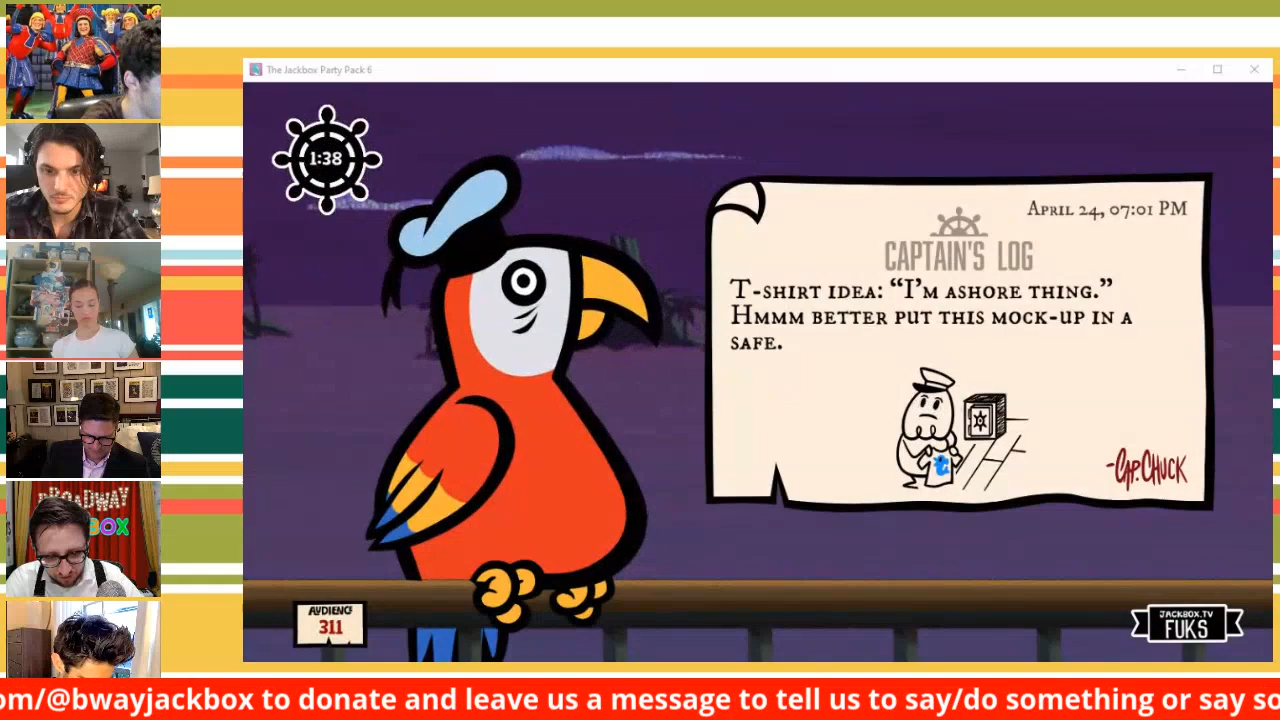 The Jackbox Party Pack 6
1:38
April 24, 07:01 PM
CAPTAIN'S LOG
T-shirt idea: “I’m ashore thing.”
Hmmm better put this mock-up in a
safe.
-Cap. Chuck
BROADWAY
BOX
AUDIENCE
311
JACKBOX.TV
FUKS
om/@bwayjackbox to donate and leave us a message to tell us to say/do something or say so